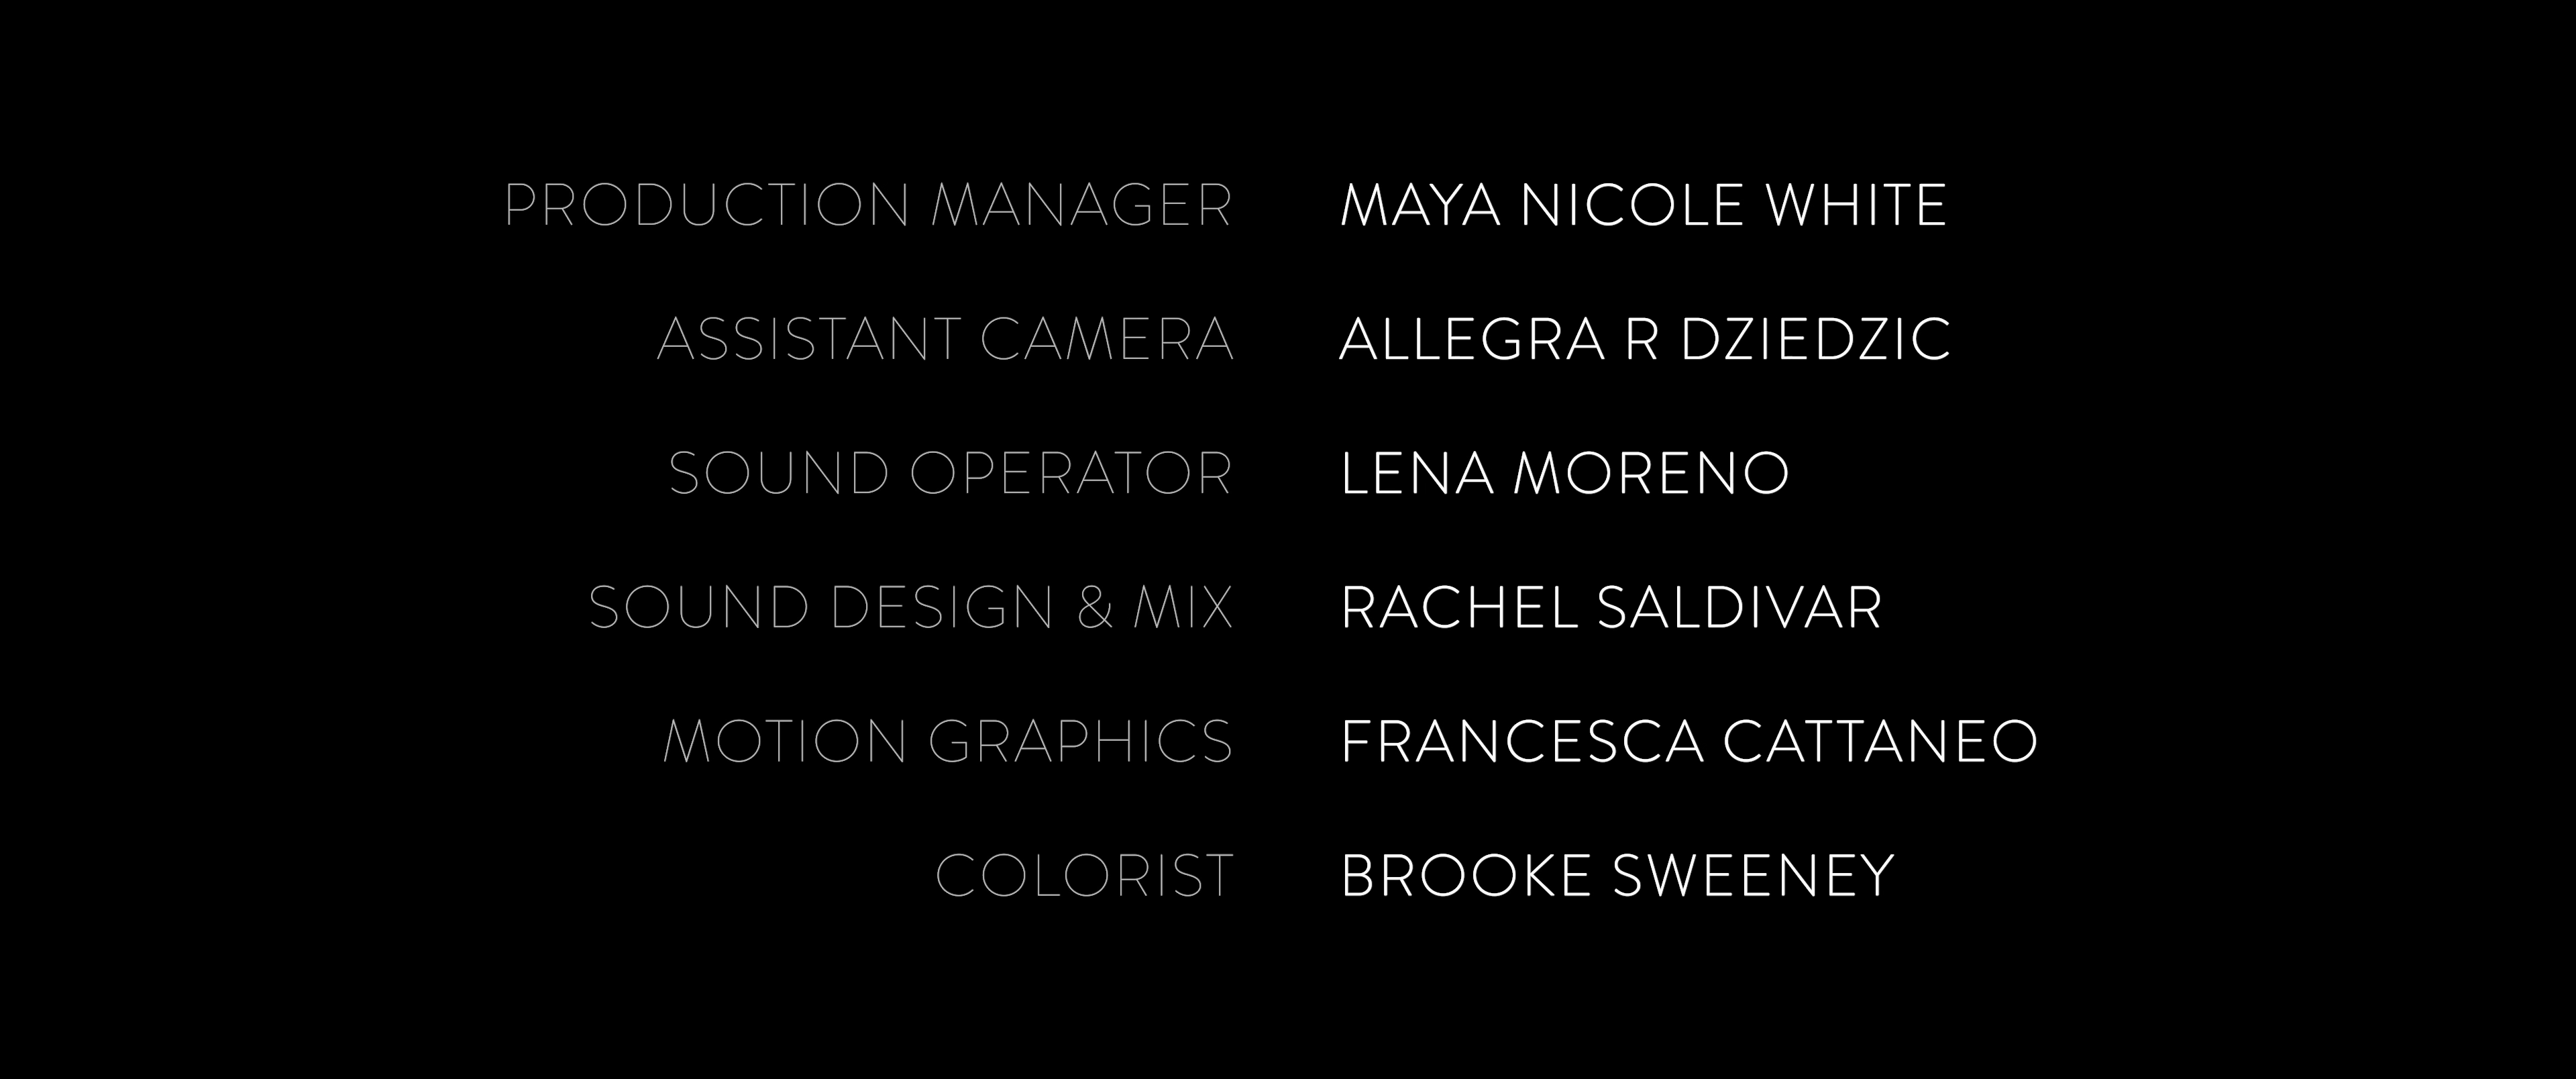 PRODUCTION MANAGER MAYA NICOLE WHITE
ASSISTANT CAMERA ALLEGRA R DZIEDZIC
SOUND OPERATOR LENA MORENO
SOUND DESIGN & MIX RACHEL SALDIVAR
MOTION GRAPHICS FRANCESCA CATTANEO
COLORIST BROOKE SWEENEY